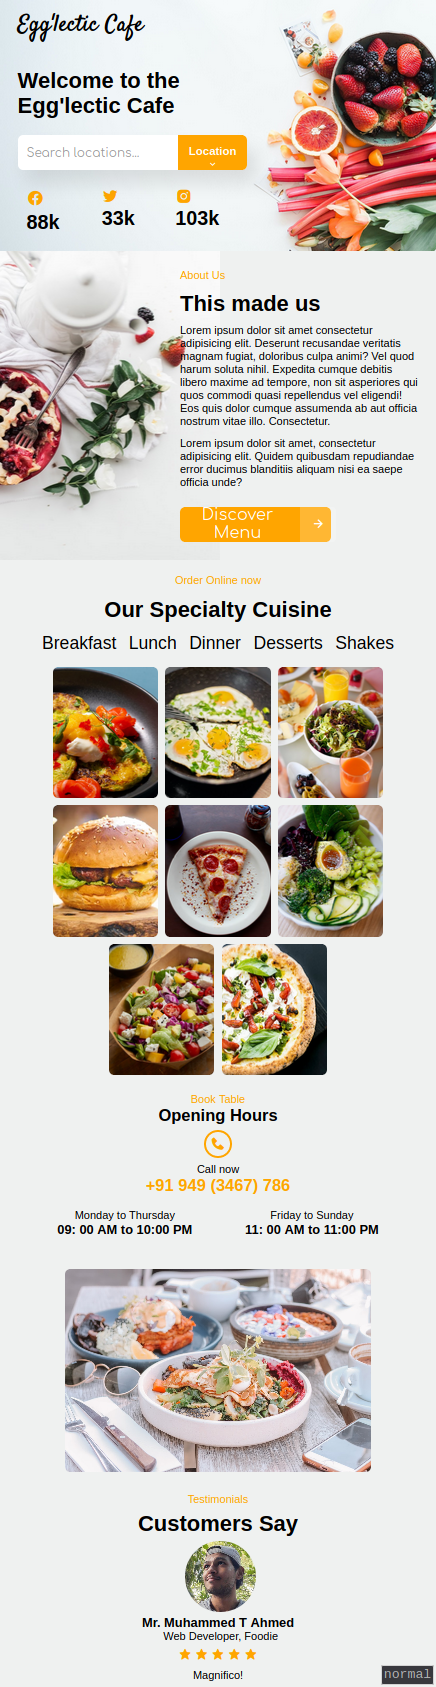 Egg'lectic Cafe
Welcome to the
Egg'lectic Cafe
Search locations...
Location
88k
33k
103k
About Us
This made us
Lorem ipsum dolor sit amet consectetur
adipisicing elit. Deserunt recusandae veritatis
magnam fugiat, doloribus culpa animi? Vel quod
harum soluta nihil. Expedita cumque debitis
libero maxime ad tempore, non sit asperiores qui
quos commodi quasi repellendus vel eligendi!
Eos quis dolor cumque assumenda ab aut officia
nostrum vitae illo. Consectetur.
Lorem ipsum dolor sit amet, consectetur
adipisicing elit. Quidem quibusdam repudiandae
error ducimus blanditiis aliquam nisi ea saepe
officia unde?
Discover
Menu
Order Online now
Our Specialty Cuisine
Breakfast Lunch Dinner Desserts Shakes
Book Table
Opening Hours
Call now
+91 949 (3467) 786
Monday to Thursday
09: 00 AM to 10:00 PM
Friday to Sunday
11: 00 AM to 11:00 PM
Testimonials
Customers Say
Mr. Muhammed T Ahmed
Web Developer, Foodie
Magnifico!
normal